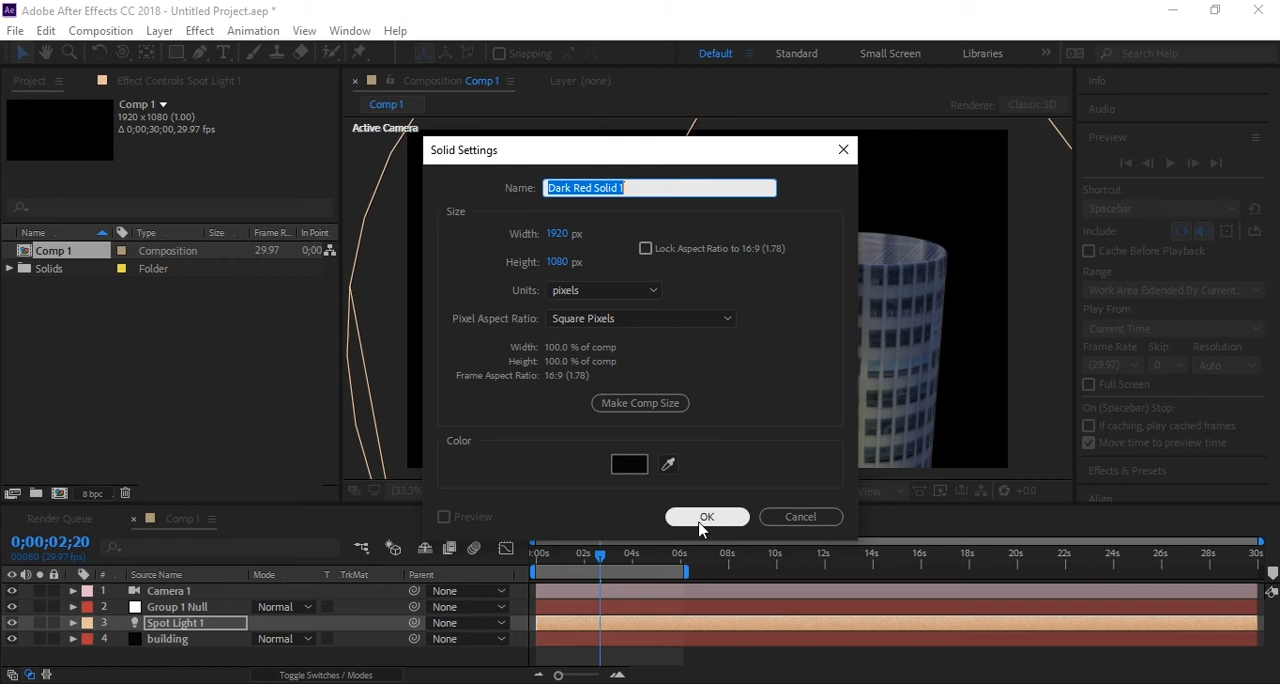 Ae Adobe After Effects CC 2018 - Untitled Project.aep *
File Edit Composition Layer Effect Animation View Window Help
Snapping Default Standard Small Screen Libraries Search Help
Project Effect Controls Spot Light 1 Composition Comp 1 Layer (none) Info
Comp 1
1920 x1080 (1.00)
Δ 0;00;30;00, 29.97 fps
Comp 1 Renderer: Classic 3D
Audio
Active Camera
Preview
Shortcut
Spacebar
Include:
Cache Before Playback
Range
Work Area Extended By Current...
Play From
Current Time
Frame Rate Skip Resolution
(29.97) 0 Auto
Full Screen
On (Spacebar) Stop:
If caching, play cached frames
Move time to preview time
Effects & Presets
Align
Name Type Size Frame R... In Point
Comp 1 Composition 29.97 0;00
Solids Folder
8 bpc
Solid Settings
Name: Dark Red Solid 1
Size
Width: 1920 px
Lock Aspect Ratio to 16:9 (1.78)
Height: 1080 px
Units: pixels
Pixel Aspect Ratio: Square Pixels
Width: 100.0 % of comp
Height: 100.0 % of comp
Frame Aspect Ratio: 16:9 (1.78)
Make Comp Size
Color
Preview OK Cancel
(33.3% View +0.0
Render Queue Comp 1
0;00;02;20
00080 (29.97 fps)
:00s 02s 04s 06s 08s 10s 12s 14s 16s 18s 20s 22s 24s 26s 28s 30s
# Source Name Mode T .TrkMat Parent
1 Camera 1 None
2 Group 1 Null Normal None
3 Spot Light 1 None
4 building Normal None
Toggle Switches / Modes